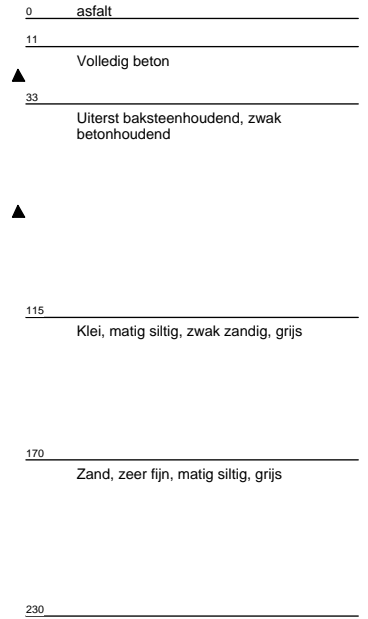 0 asfalt
11
Volledig beton
33
Uiterst baksteenhoudend, zwak
betonhoudend
115
Klei, matig siltig, zwak zandig, grijs
170
Zand, zeer fijn, matig siltig, grijs
230